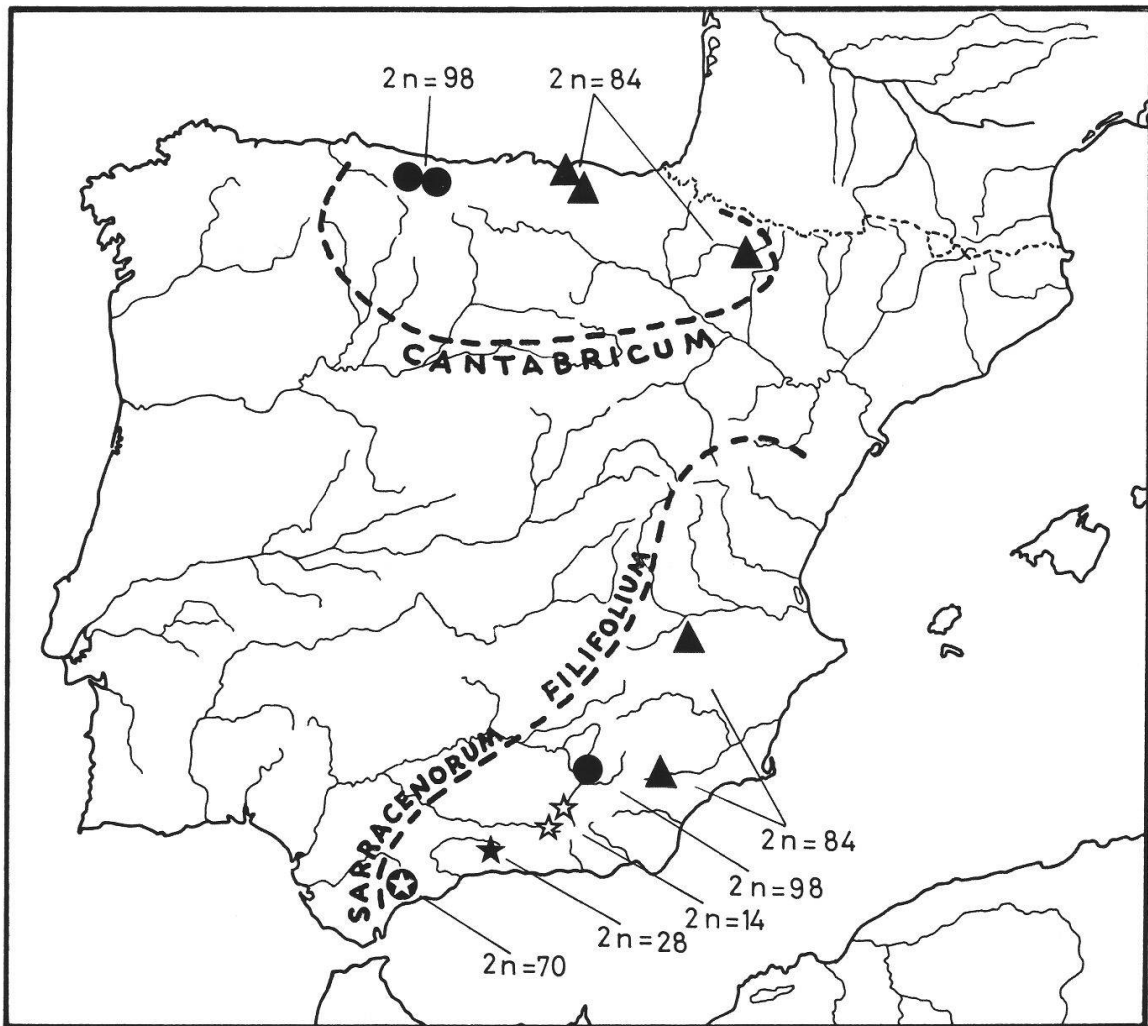 2n=98
2n=84
CANTABRICUM
FILIFOLIUM
SARRACENORUM
2n=84
2n=98
2n=14
2n=28
2n=70